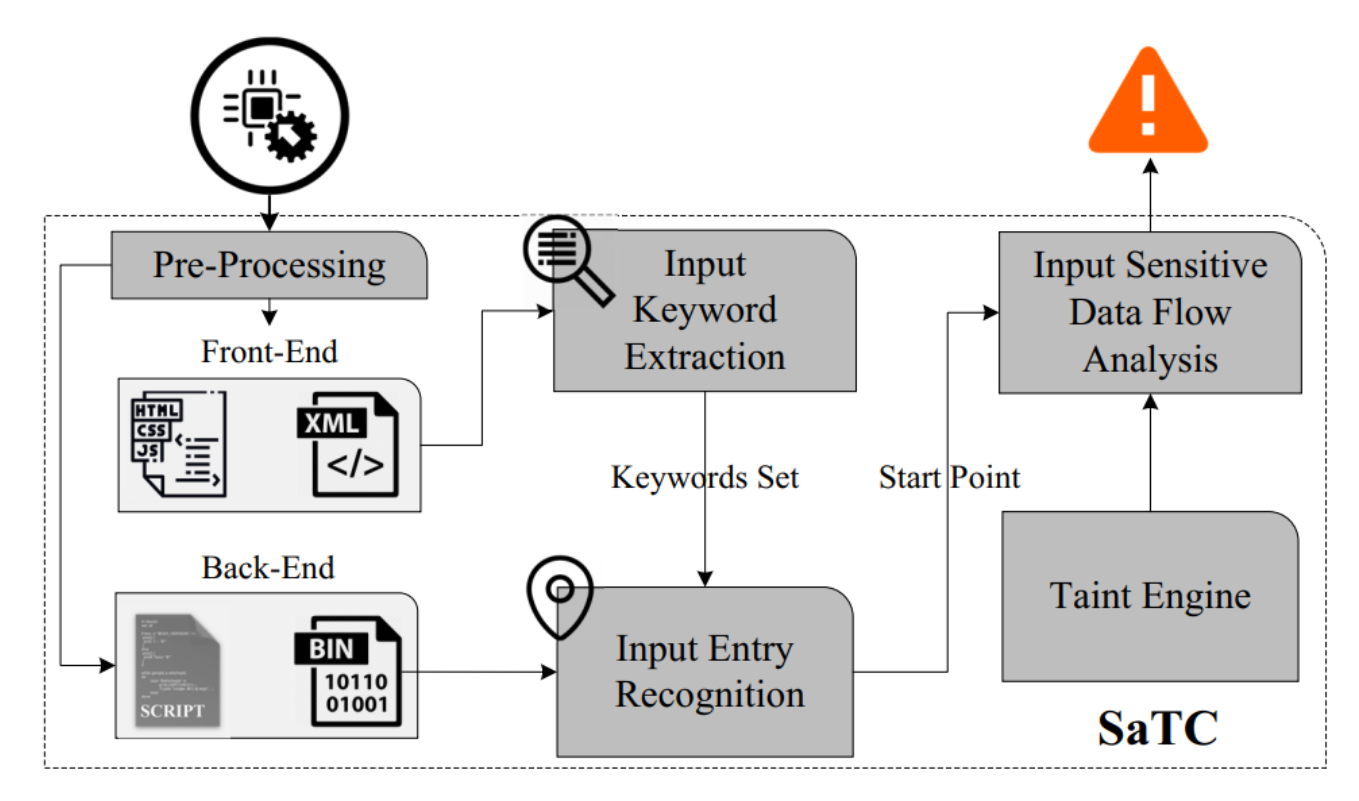 Pre-Processing
Front-End
HTML
CSS
JS
XML
</>
Back-End
SCRIPT
BIN
10110
01001
Input
Keyword
Extraction
Keywords Set
Input Entry
Recognition
Start Point
Input Sensitive
Data Flow
Analysis
Taint Engine
SaTC